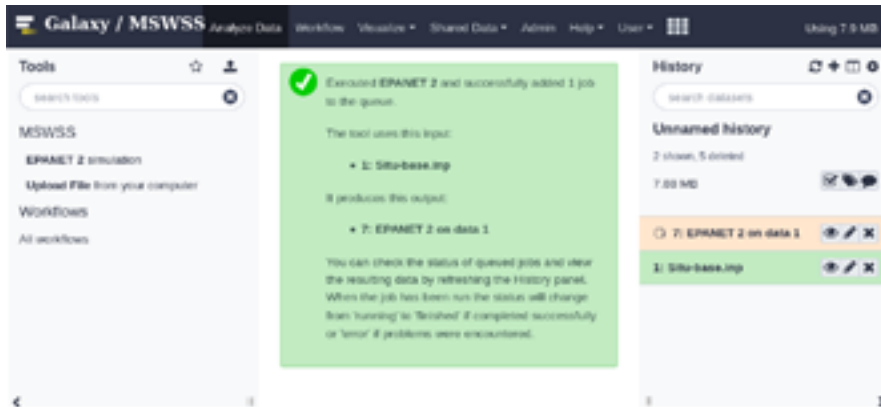 Galaxy / MSWSS Analyze Data Workflow Visualize Shared Data Admin Help User Using 7.9 MB
Tools
search tools
MSWSS
EPANET 2 simulation
Upload File from your computer
Workflows
All workflows
Executed EPANET 2 and successfully added 1 job
to the queue.
The tool uses this input:
1: Situ-base.inp
It produces this output:
7: EPANET 2 on data 1
You can check the status of queued jobs and view
the resulting data by refreshing the History panel.
When the job has been run the status will change
from 'running' to 'finished' if completed successfully
or 'error' if problems were encountered.
History
search datasets
Unnamed history
2 shown, 5 deleted
MB
7: EPANET 2 on data 1
1: Situ-base.inp